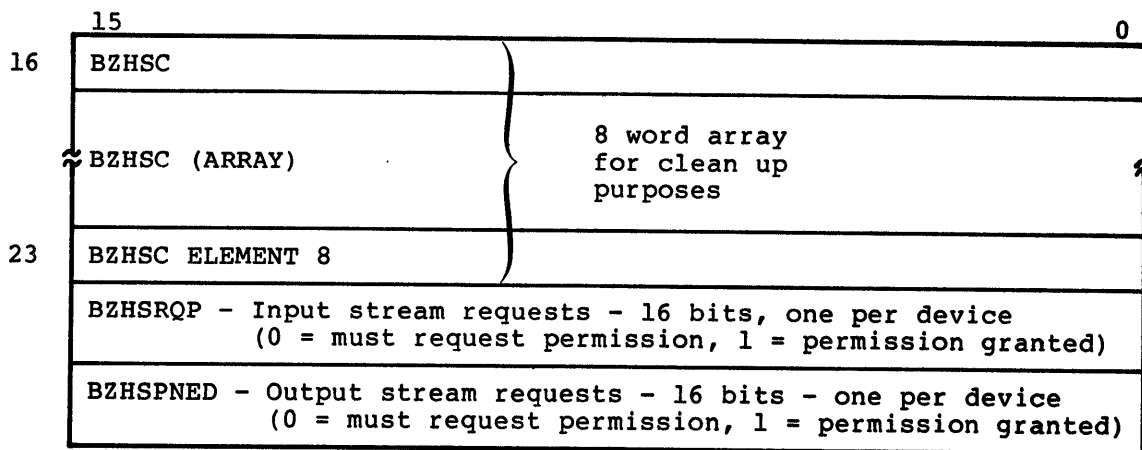 15 0
16 BZHSC
BZHSC (ARRAY)
8 word array
for clean up
purposes
23 BZHSC ELEMENT 8
BZHSRQP - Input stream requests - 16 bits, one per device
(0 = must request permission, 1 = permission granted)
BZHSPNED - Output stream requests - 16 bits - one per device
(0 = must request permission, 1 = permission granted)